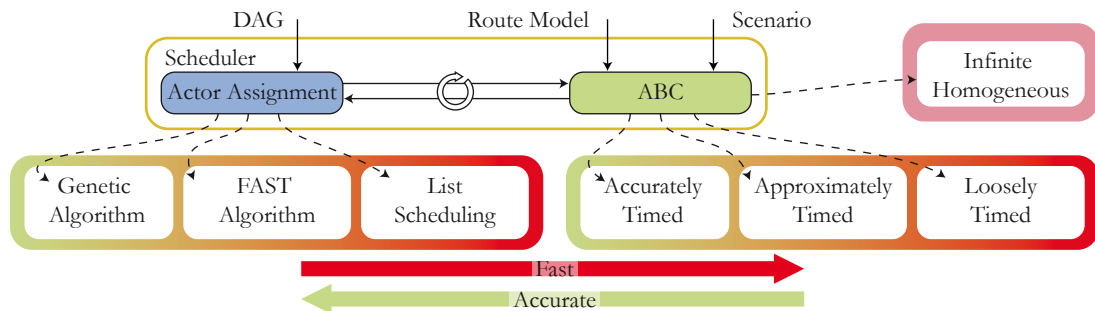 DAG
Route Model
Scenario
Scheduler
Actor Assignment
ABC
Infinite
Homogeneous
Genetic
Algorithm
FAST
Algorithm
List
Scheduling
Accurately
Timed
Approximately
Timed
Loosely
Timed
Fast
Accurate